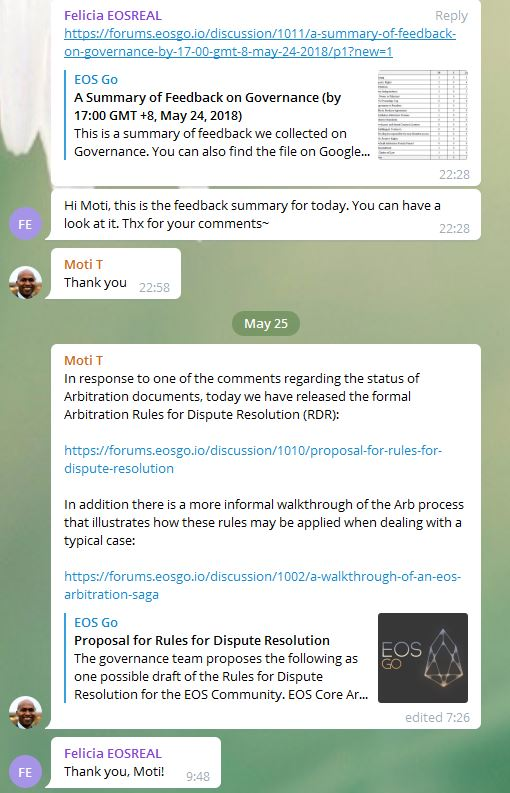 Felicia EOSREAL
Reply
https://forums.eosgo.io/discussion/1011/a-summary-of-feedback-
on-governance-by-17-00-gmt-8-may-24-2018/p1?new=1
EOS Go
A Summary of Feedback on Governance (by
17:00 GMT +8, May 24, 2018)
This is a summary of feedback we collected on
Governance. You can also find the file on Google...
22:28
Hi Moti, this is the feedback summary for today. You can have a
look at it. Thx for your comments~
22:28
FE
Moti T
Thank you
22:58
May 25
Moti T
In response to one of the comments regarding the status of
Arbitration documents, today we have released the formal
Arbitration Rules for Dispute Resolution (RDR):
https://forums.eosgo.io/discussion/1010/proposal-for-rules-for-
dispute-resolution
In addition there is a more informal walkthrough of the Arb process
that illustrates how these rules may be applied when dealing with a
typical case:
https://forums.eosgo.io/discussion/1002/a-walkthrough-of-an-eos-
arbitration-saga
EOS Go
Proposal for Rules for Dispute Resolution
The governance team proposes the following as
one possible draft of the Rules for Dispute
Resolution for the EOS Community. EOS Core Ar...
EOS
GO
edited 7:26
Felicia EOSREAL
Thank you, Moti!
9:48
FE